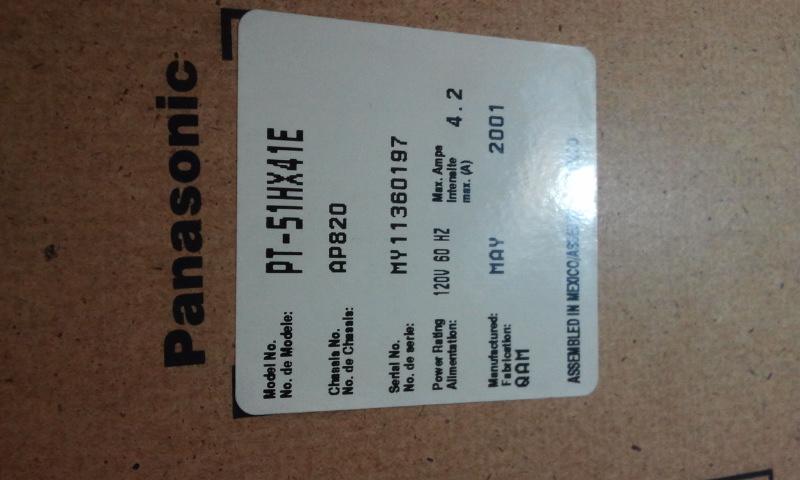 Panasonic
Model No.
No. de Modele: PT-51HX41E
Chassis No.
No. de Chassis: AP820
Serial No.
No. de serie: MY11360197
Power Rating
Alimentation: 120V 60 HZ
Max. Amps
Intensite
max. (A) 4.2
Manufactured:
Fabrication: MAY 2001
QAM
ASSEMBLED IN MEXICO/